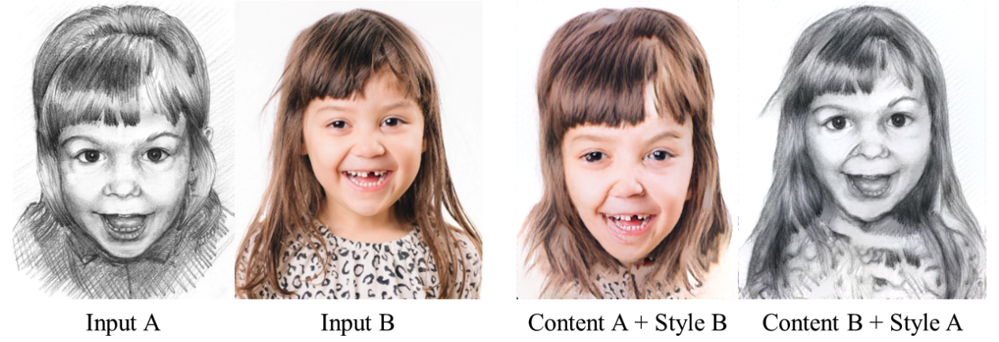 Input A
Input B
Content A + Style B
Content B + Style A